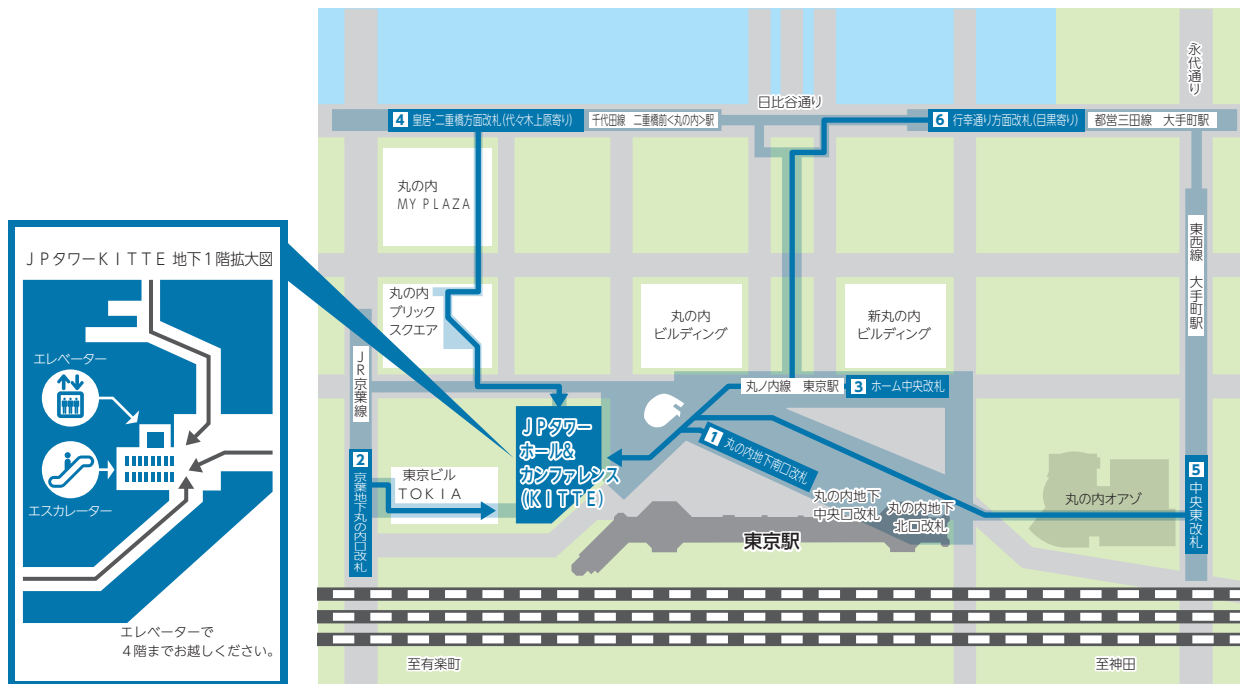 永代通り
日比谷通り
4 皇居・二重橋方面改札(代々木上原寄り)
千代田線 二重橋前<丸の内>駅
6 行幸通り方面改札(目黒寄り)
都営三田線 大手町駅
丸の内
MY PLAZA
東西線 大手町駅
JPタワーKITTE 地下1階拡大図
エレベーター
エスカレーター
エレベーターで
4階までお越しください。
丸の内
ブリック
スクエア
丸の内
ビルディング
新丸の内
ビルディング
JR京葉線
丸ノ内線 東京駅
3 ホーム中央改札
JPタワー
ホール&
カンファレンス
(KITTE)
1 丸の内地下南口改札
2 京葉地下丸の内口改札
東京ビル
TOKIA
丸の内地下
中央口改札
丸の内地下
北口改札
丸の内オアゾ
5 中央東改札
東京駅
至有楽町
至神田